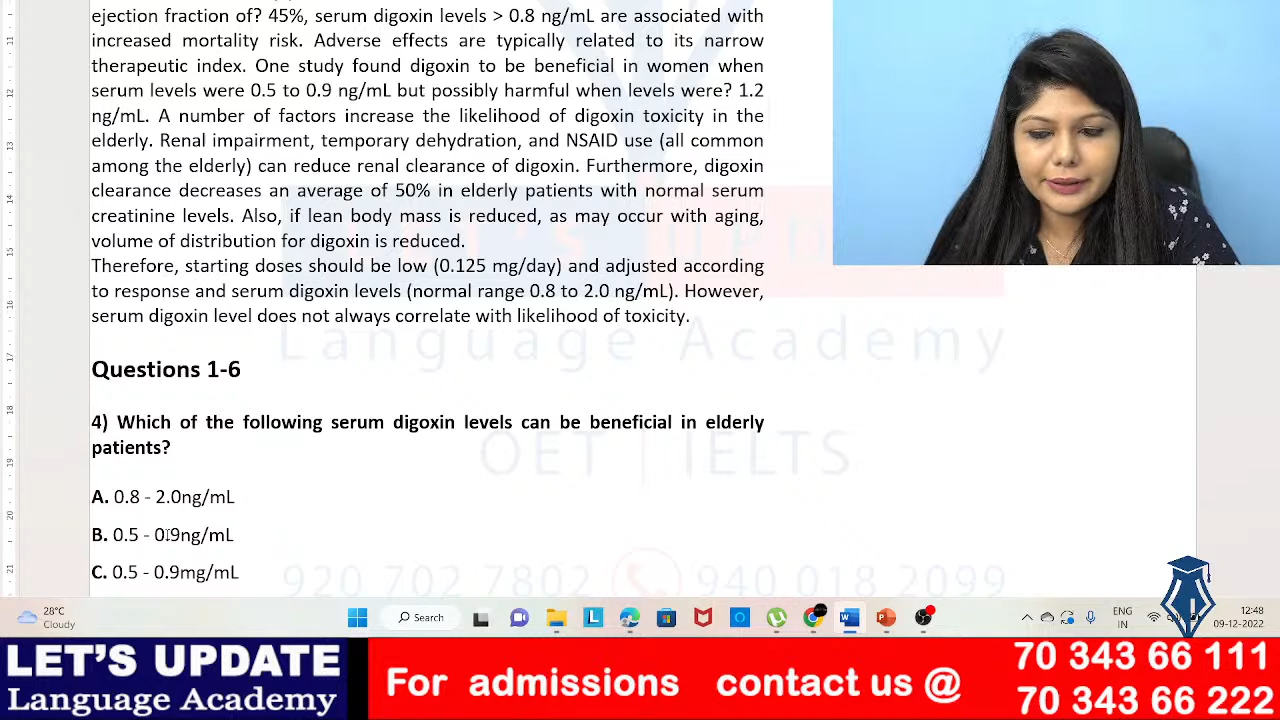 ejection fraction of? 45%, serum digoxin levels > 0.8 ng/mL are associated with
increased mortality risk. Adverse effects are typically related to its narrow
therapeutic index. One study found digoxin to be beneficial in women when
serum levels were 0.5 to 0.9 ng/mL but possibly harmful when levels were? 1.2
ng/mL. A number of factors increase the likelihood of digoxin toxicity in the
elderly. Renal impairment, temporary dehydration, and NSAID use (all common
among the elderly) can reduce renal clearance of digoxin. Furthermore, digoxin
clearance decreases an average of 50% in elderly patients with normal serum
creatinine levels. Also, if lean body mass is reduced, as may occur with aging,
volume of distribution for digoxin is reduced.
Therefore, starting doses should be low (0.125 mg/day) and adjusted according
to response and serum digoxin levels (normal range 0.8 to 2.0 ng/mL). However,
serum digoxin level does not always correlate with likelihood of toxicity.
Language Academy
Questions 1-6
4) Which of the following serum digoxin levels can be beneficial in elderly
patients?
OET | IELTS
A. 0.8 - 2.0ng/mL
B. 0.5 - 0.9ng/mL
C. 0.5 - 0.9mg/mL
940 018 2099
28°C
Cloudy
Search
ENG
IN
12:48
09-12-2022
LET'S UPDATE
Language Academy
For admissions contact us @
70 343 66 111
70 343 66 222